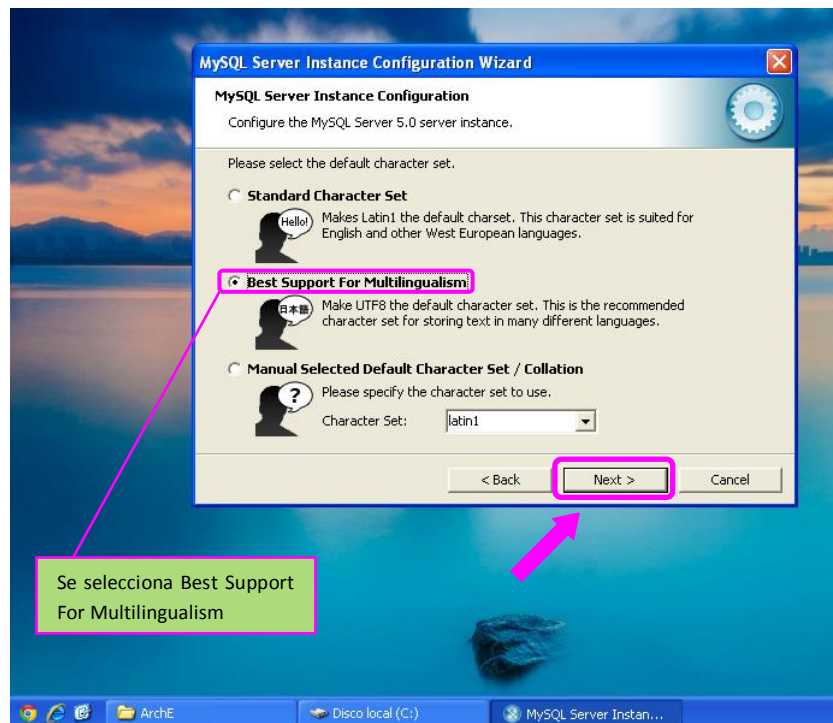 MySQL Server Instance Configuration Wizard
MySQL Server Instance Configuration
Configure the MySQL Server 5.0 server instance.
Please select the default character set.
Standard Character Set
Hello!
Makes Latin1 the default charset. This character set is suited for
English and other West European languages.
Best Support For Multilingualism
日本語
Make UTF8 the default character set. This is the recommended
character set for storing text in many different languages.
Manual Selected Default Character Set / Collation
?
Please specify the character set to use.
Character Set: latin1
< Back Next > Cancel
Se selecciona Best Support
For Multilingualism
ArchE Disco local (C:) MySQL Server Instan...